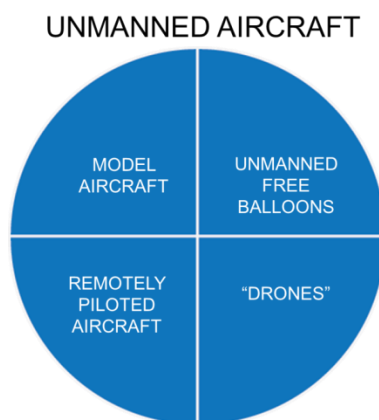 UNMANNED AIRCRAFT
MODEL
AIRCRAFT
UNMANNED
FREE
BALLOONS
REMOTELY
PILOTED
AIRCRAFT
“DRONES”